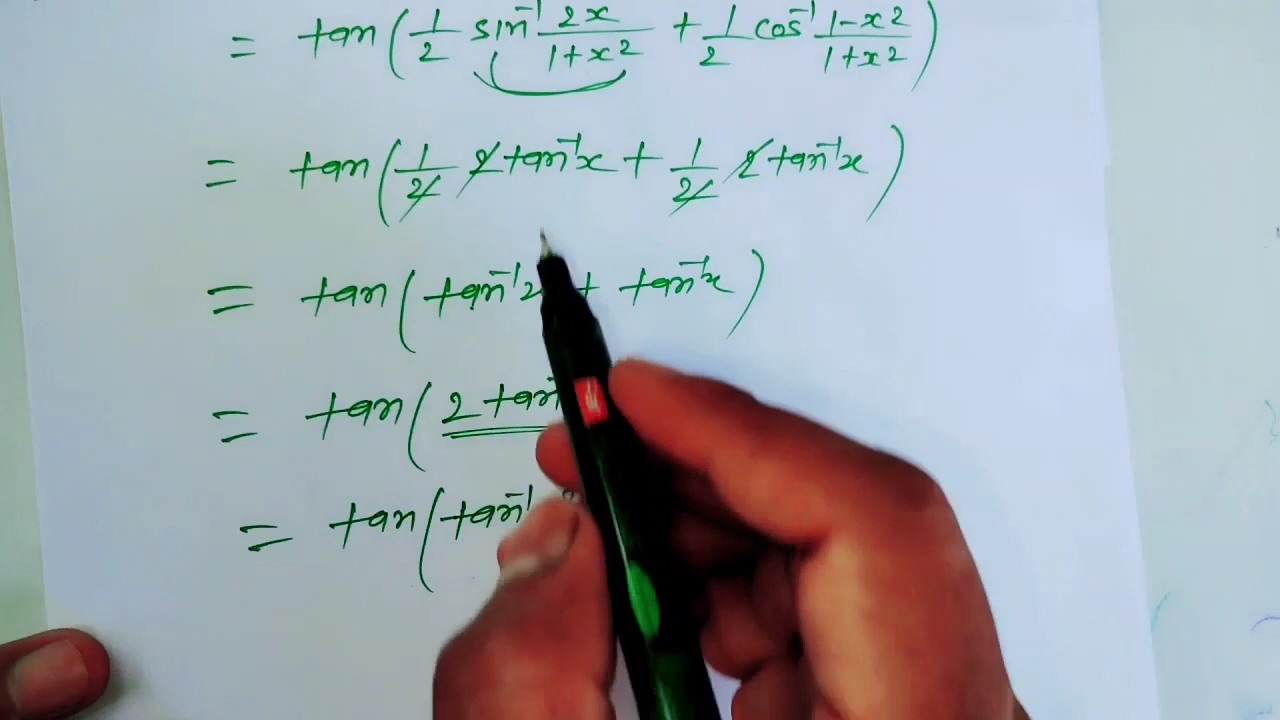 = tan(1/2 sin⁻¹ 2x/1+x² + 1/2 cos⁻¹ 1-x²/1+x²)
= tan(1/2 2tan⁻¹x + 1/2 2tan⁻¹x)
= tan(tan⁻¹x + tan⁻¹x)
= tan(2 tan⁻
= tan(tan⁻¹